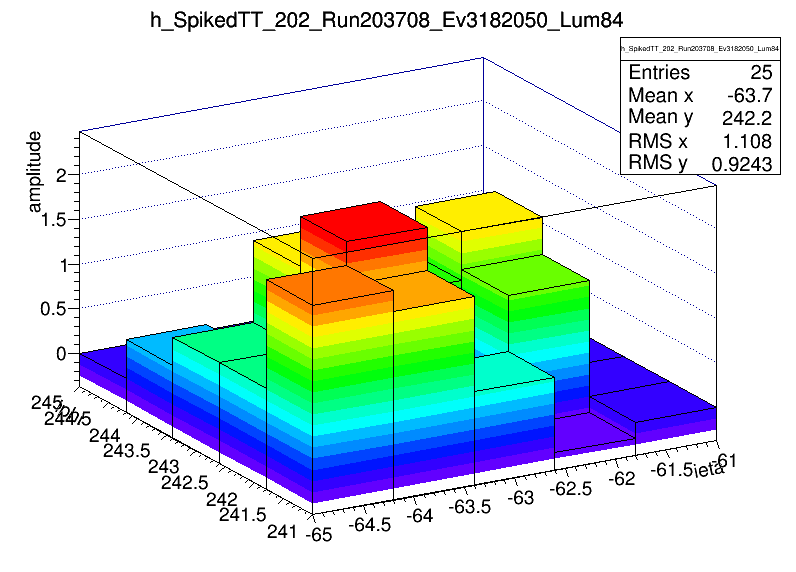 h_SpikedTT_202_Run203708_Ev3182050_Lum84
h_SpikedTT_202_Run203708_Ev3182050_Lum84
Entries 25
Mean x -63.7
Mean y 242.2
RMS x 1.108
RMS y 0.9243
amplitude
2
1.5
1
0.5
0
245
244.5
244
243.5
243
242.5
242
241.5
241
-65
-64.5
-64
-63.5
-63
-62.5
-62
-61.5
-61
ieta